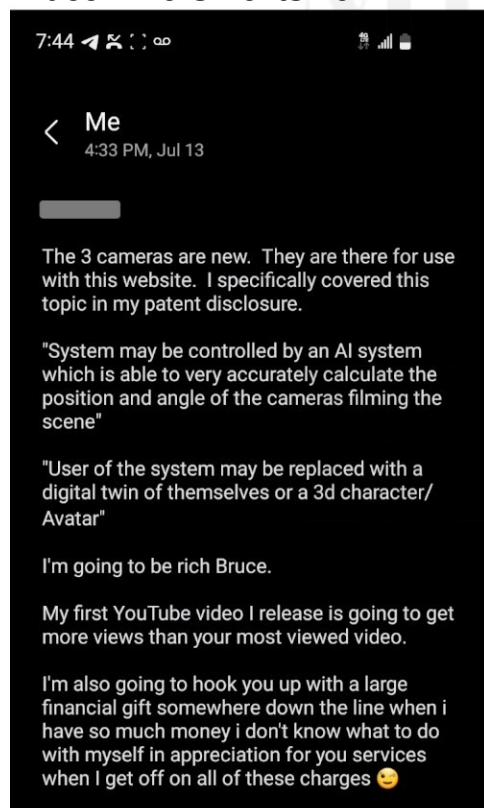 7:44
4G
Me
4:33 PM, Jul 13
The 3 cameras are new.  They are there for use
with this website.  I specifically covered this
topic in my patent disclosure.
"System may be controlled by an AI system
which is able to very accurately calculate the
position and angle of the cameras filming the
scene"
"User of the system may be replaced with a
digital twin of themselves or a 3d character/
Avatar"
I'm going to be rich Bruce.
My first YouTube video I release is going to get
more views than your most viewed video.
I'm also going to hook you up with a large
financial gift somewhere down the line when i
have so much money i don't know what to do
with myself in appreciation for you services
when I get off on all of these charges 😉